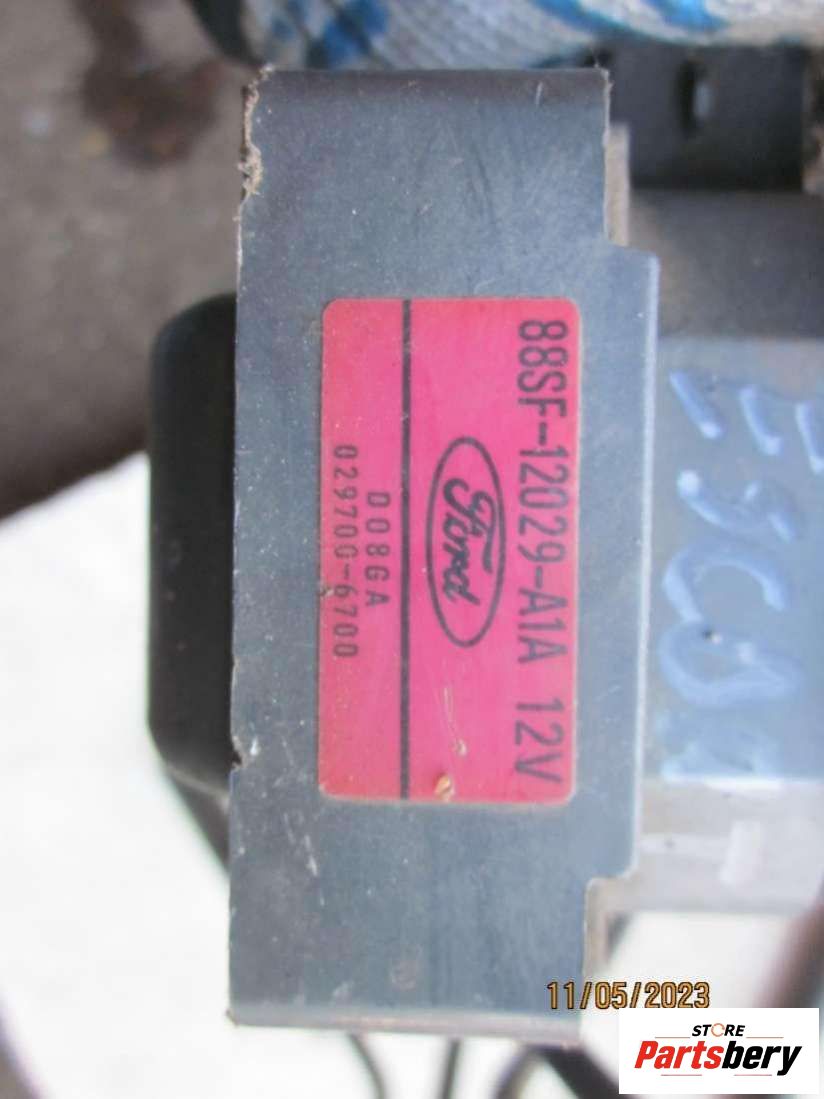 88SF-12029-A1A 12V
Ford
D08GA
029700-6700
11/05/2023
STORE
Partsbery